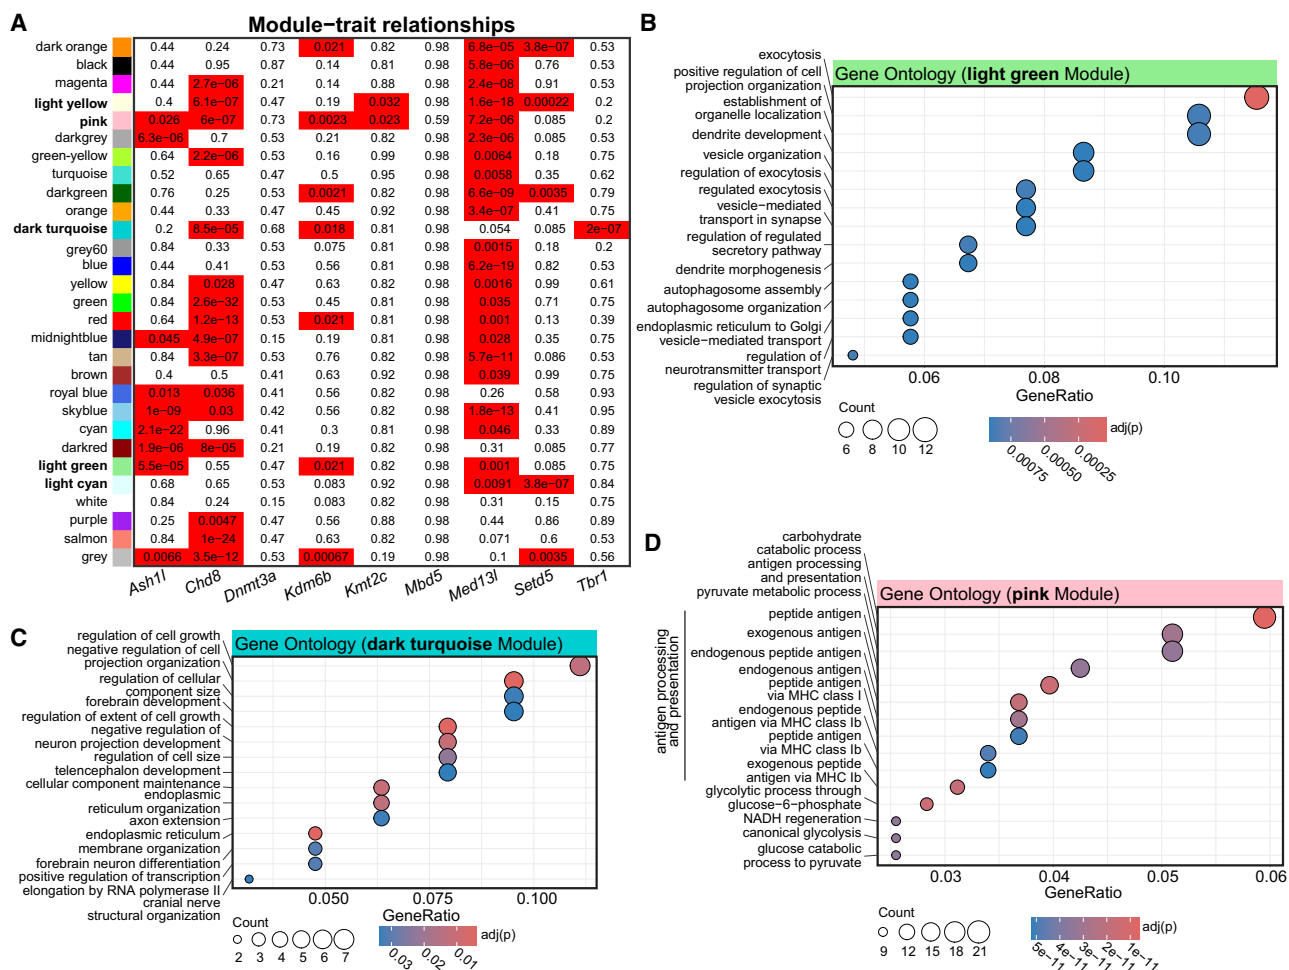 A
Module−trait relationships
dark orange 0.44 0.24 0.73 0.021 0.82 0.98 6.8e−05 3.8e−07 0.53
black 0.44 0.95 0.87 0.14 0.81 0.98 5.8e−06 0.76 0.53
magenta 0.44 2.7e−06 0.21 0.14 0.88 0.98 2.4e−08 0.91 0.53
light yellow 0.4 6.1e−07 0.47 0.19 0.032 0.98 1.6e−18 0.00022 0.2
pink 0.026 6e−07 0.73 0.0023 0.023 0.59 7.2e−06 0.085 0.2
darkgrey 6.3e−06 0.7 0.53 0.21 0.82 0.98 2.3e−06 0.085 0.53
green−yellow 0.64 2.2e−06 0.53 0.16 0.99 0.98 0.0064 0.18 0.75
turquoise 0.52 0.65 0.47 0.5 0.95 0.98 0.0058 0.35 0.62
darkgreen 0.76 0.25 0.53 0.0021 0.82 0.98 6.6e−09 0.0035 0.79
orange 0.44 0.33 0.47 0.45 0.92 0.98 3.4e−07 0.41 0.75
dark turquoise 0.2 8.5e−05 0.68 0.018 0.81 0.98 0.054 0.085 2e−07
grey60 0.84 0.33 0.53 0.075 0.81 0.98 0.0015 0.18 0.2
blue 0.44 0.41 0.53 0.56 0.81 0.98 6.2e−19 0.82 0.53
yellow 0.84 0.028 0.47 0.63 0.82 0.98 0.0016 0.99 0.61
green 0.84 2.6e−32 0.53 0.45 0.81 0.98 0.035 0.71 0.75
red 0.64 1.2e−13 0.53 0.021 0.82 0.98 0.001 0.13 0.39
midnightblue 0.045 4.9e−07 0.15 0.19 0.81 0.98 0.028 0.35 0.75
tan 0.84 3.3e−07 0.53 0.76 0.82 0.98 5.7e−11 0.086 0.53
brown 0.4 0.5 0.41 0.63 0.92 0.98 0.039 0.99 0.75
royal blue 0.013 0.036 0.41 0.56 0.82 0.98 0.26 0.58 0.93
skyblue 1e−09 0.03 0.42 0.56 0.82 0.98 1.8e−13 0.41 0.95
cyan 2.1e−22 0.96 0.41 0.3 0.81 0.98 0.046 0.33 0.89
darkred 1.9e−06 8e−05 0.21 0.19 0.82 0.98 0.31 0.085 0.77
light green 5.5e−05 0.55 0.47 0.021 0.82 0.98 0.001 0.085 0.75
light cyan 0.68 0.65 0.53 0.083 0.92 0.98 0.0091 3.8e−07 0.84
white 0.84 0.24 0.15 0.083 0.82 0.98 0.31 0.15 0.75
purple 0.25 0.0047 0.47 0.56 0.88 0.98 0.44 0.86 0.89
salmon 0.84 1e−24 0.47 0.63 0.82 0.98 0.071 0.6 0.53
grey 0.0066 3.5e−12 0.53 0.00067 0.19 0.98 0.1 0.0035 0.56
Ash1l Chd8 Dnmt3a Kdm6b Kmt2c Mbd5 Med13l Setd5 Tbr1
B
Gene Ontology (light green Module)
exocytosis
positive regulation of cell
projection organization
establishment of
organelle localization
dendrite development
vesicle organization
regulation of exocytosis
regulated exocytosis
vesicle−mediated
transport in synapse
regulation of regulated
secretory pathway
dendrite morphogenesis
autophagosome assembly
autophagosome organization
endoplasmic reticulum to Golgi
vesicle−mediated transport
regulation of
neurotransmitter transport
regulation of synaptic
vesicle exocytosis
0.06 0.08 0.10
GeneRatio
Count
6 8 10 12
adj(p)
0.00075 0.00050 0.00025
C
Gene Ontology (dark turquoise Module)
regulation of cell growth
negative regulation of cell
projection organization
regulation of cellular
component size
forebrain development
regulation of extent of cell growth
negative regulation of
neuron projection development
regulation of cell size
telencephalon development
cellular component maintenance
endoplasmic
reticulum organization
axon extension
endoplasmic reticulum
membrane organization
forebrain neuron differentiation
positive regulation of transcription
elongation by RNA polymerase II
cranial nerve
structural organization
0.050 0.075 0.100
GeneRatio
Count
2 3 4 5 6 7
adj(p)
0.03 0.02 0.01
D
Gene Ontology (pink Module)
carbohydrate
catabolic process
antigen processing
and presentation
pyruvate metabolic process
antigen processing
and presentation
peptide antigen
exogenous antigen
endogenous peptide antigen
endogenous antigen
peptide antigen
via MHC class I
endogenous peptide
antigen via MHC class Ib
peptide antigen
via MHC class Ib
exogenous peptide
antigen via MHC Ib
glycolytic process through
glucose−6−phosphate
NADH regeneration
canonical glycolysis
glucose catabolic
process to pyruvate
0.03 0.04 0.05 0.06
GeneRatio
Count
9 12 15 18 21
adj(p)
5e−11 4e−11 3e−11 2e−11 1e−11